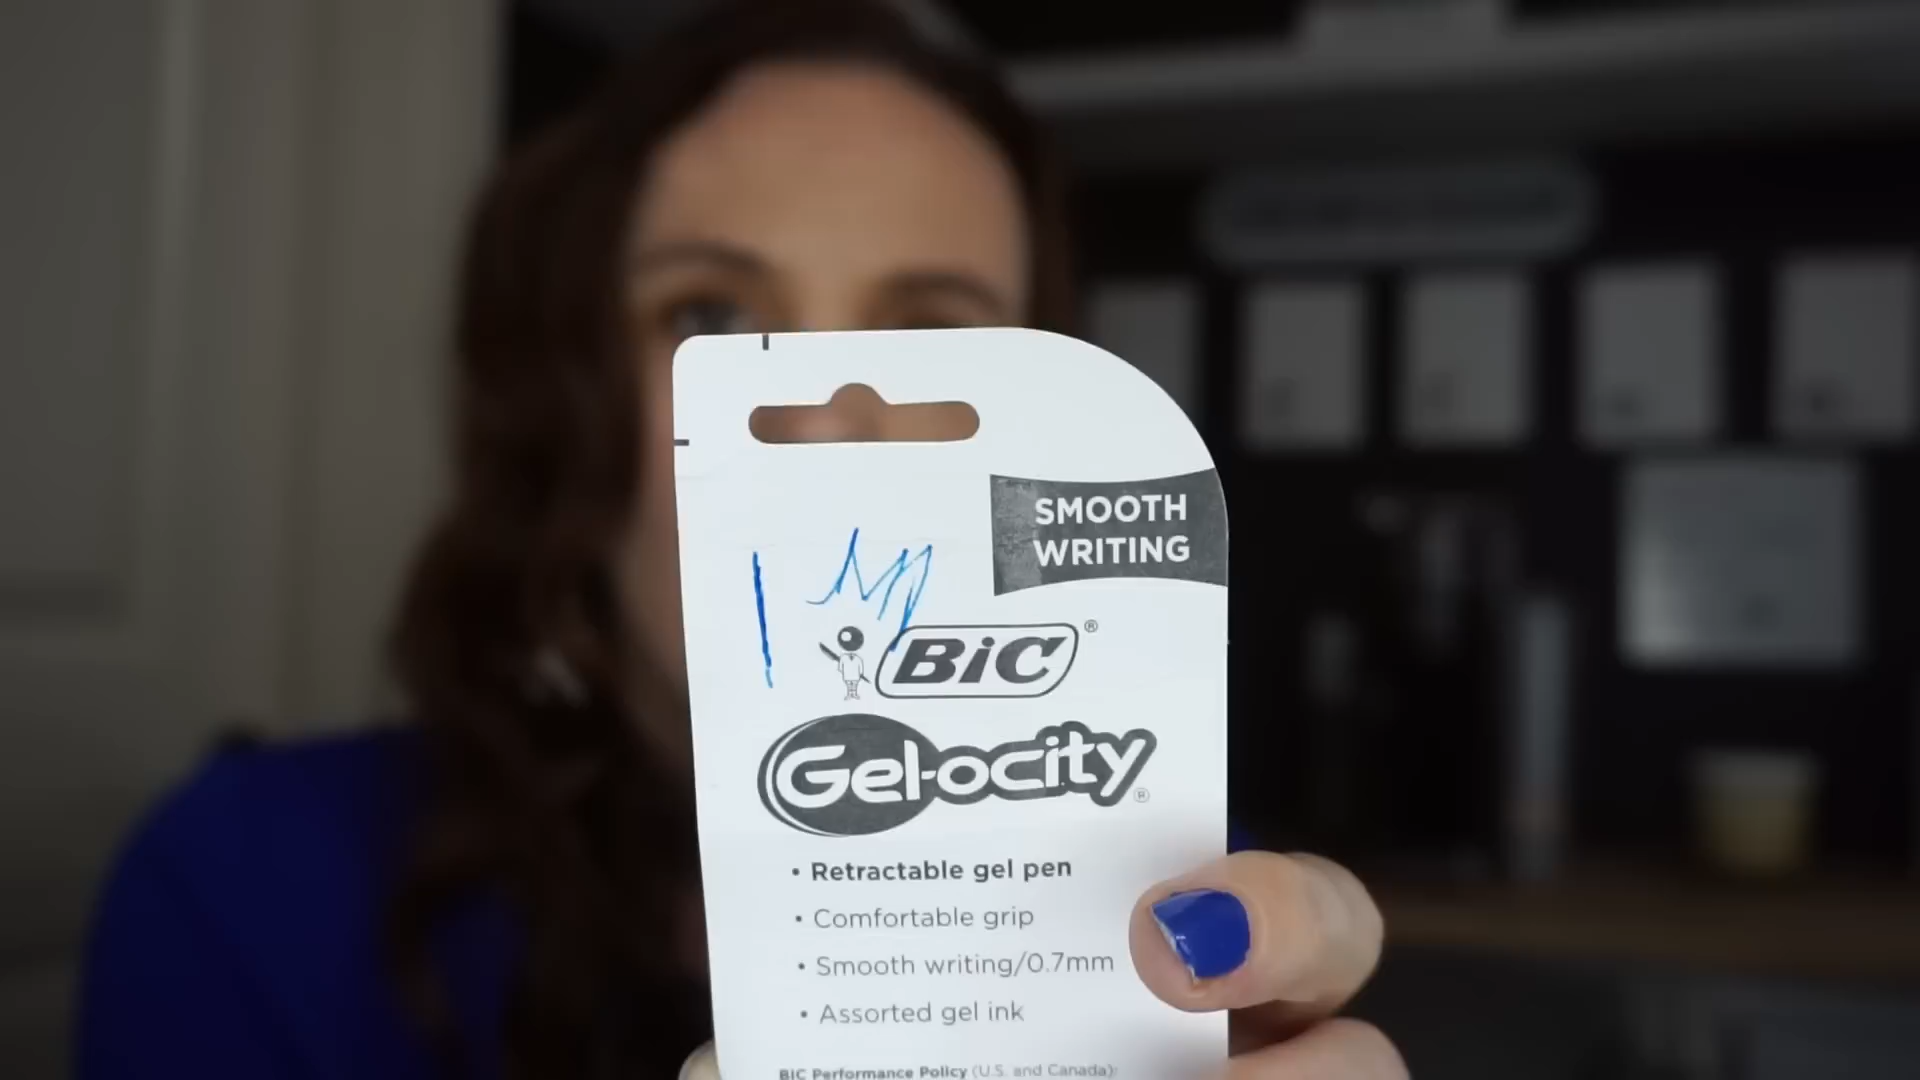 SMOOTH
WRITING
BiC®
Gel-ocity®
• Retractable gel pen
• Comfortable grip
• Smooth writing/0.7mm
• Assorted gel ink
BIC Performance Policy (U.S. and Canada):